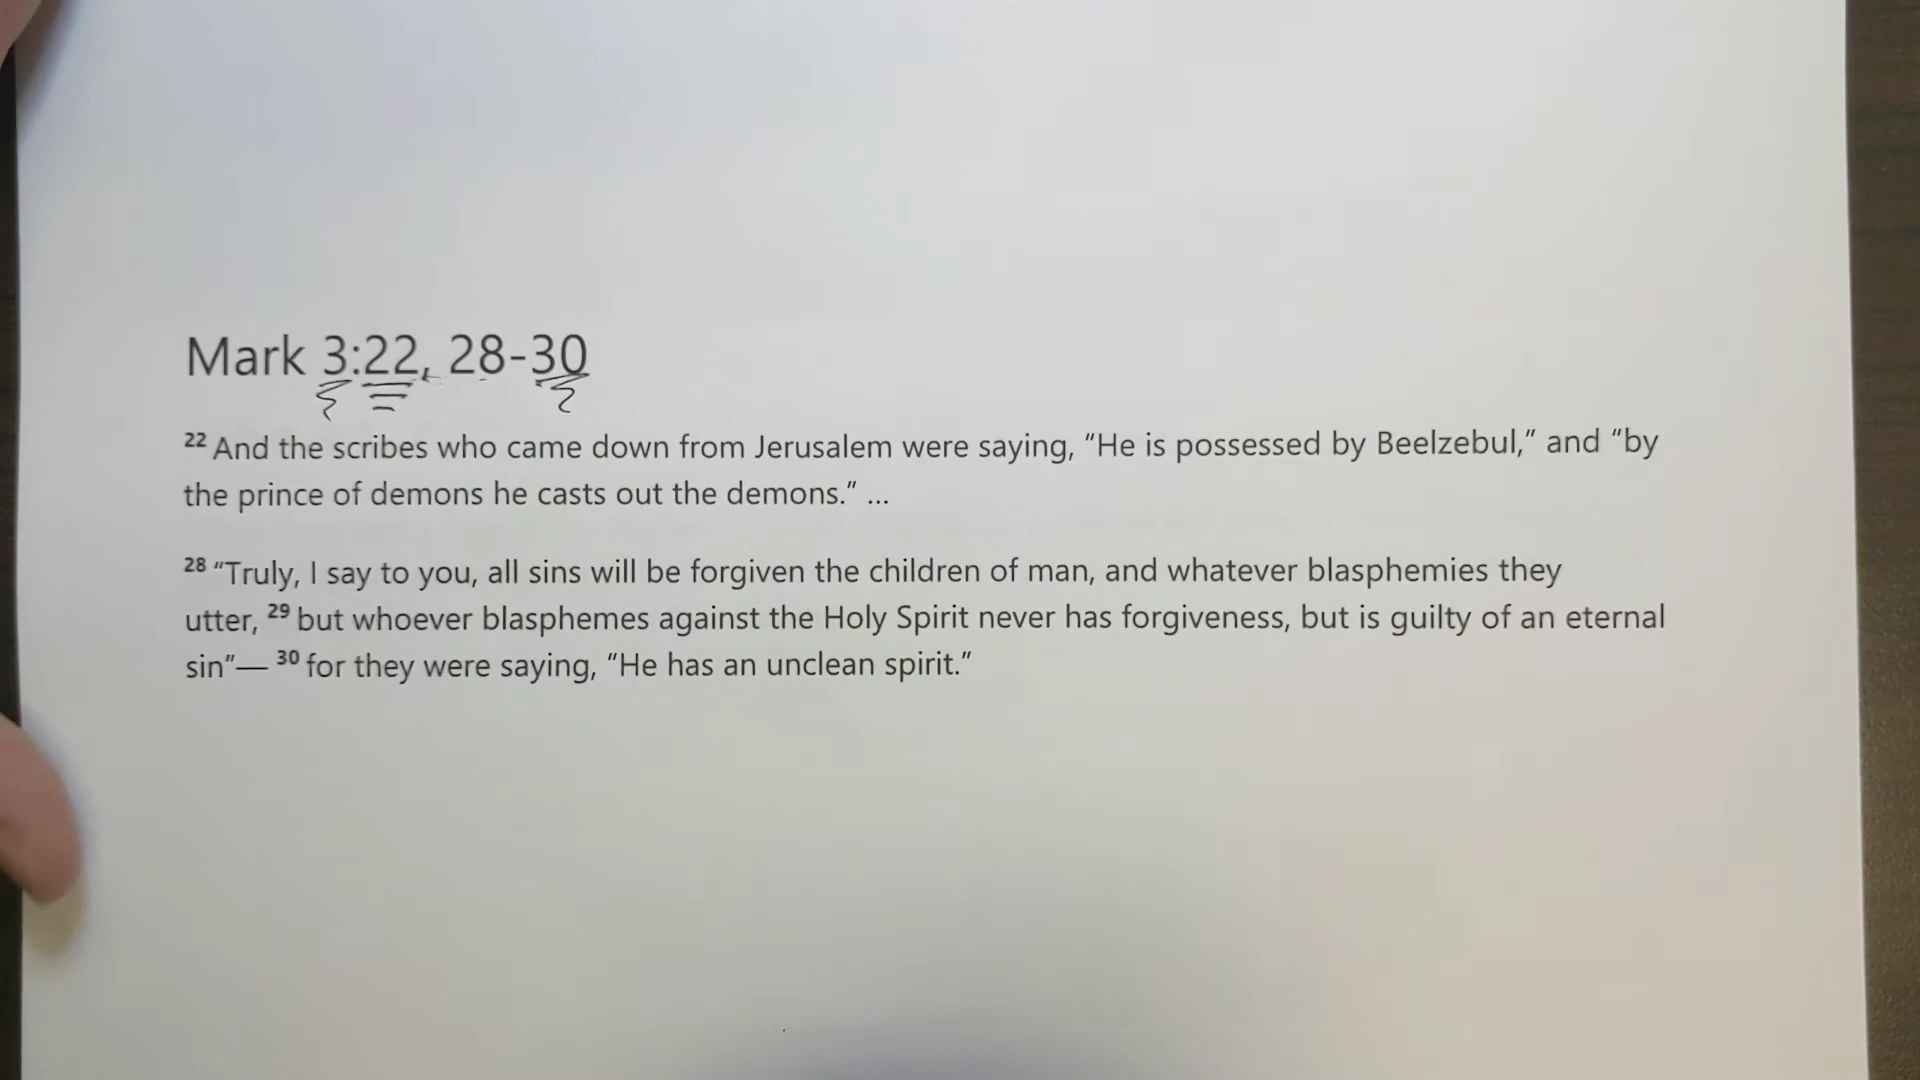 Mark 3:22, 28-30
22 And the scribes who came down from Jerusalem were saying, “He is possessed by Beelzebul,” and “by
the prince of demons he casts out the demons.” ...
28 “Truly, I say to you, all sins will be forgiven the children of man, and whatever blasphemies they
utter, 29 but whoever blasphemes against the Holy Spirit never has forgiveness, but is guilty of an eternal
sin”— 30 for they were saying, “He has an unclean spirit.”